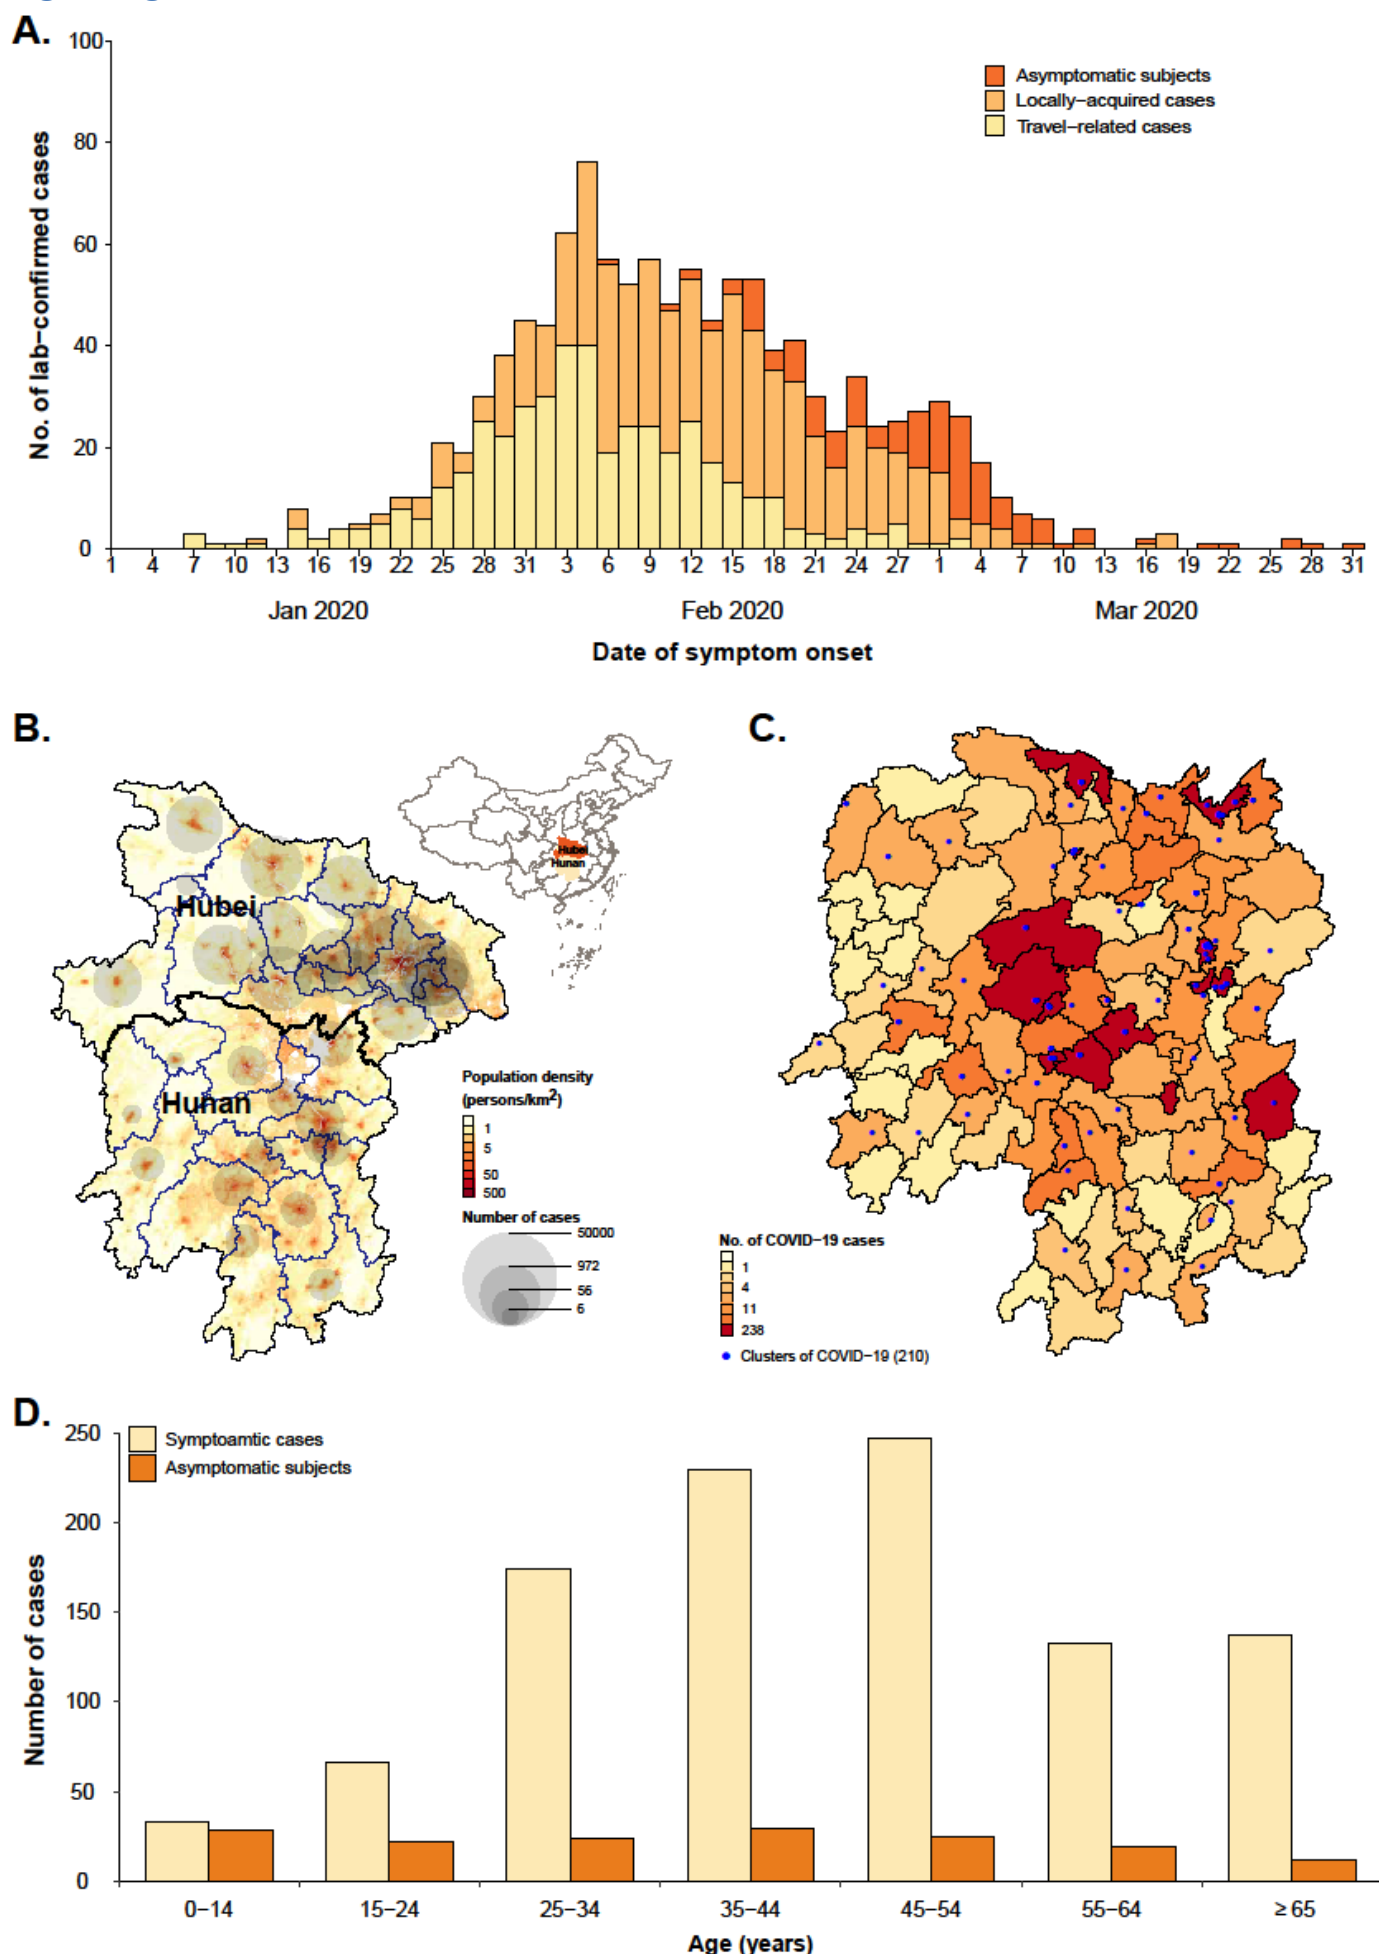 A.
100
80
60
40
20
0
No. of lab−confirmed cases
Asymptomatic subjects
Locally−acquired cases
Travel−related cases
1 4 7 10 13 16 19 22 25 28 31 3 6 9 12 15 18 21 24 27 1 4 7 10 13 16 19 22 25 28 31
Jan 2020 Feb 2020 Mar 2020
Date of symptom onset
B.
Hubei
Hunan
Hubei
Hunan
Population density
(persons/km²)
1
5
50
500
Number of cases
50000
972
56
6
C.
No. of COVID−19 cases
1
4
11
238
Clusters of COVID−19 (210)
D.
250
200
150
100
50
0
Number of cases
Symptoamtic cases
Asymptomatic subjects
0−14 15−24 25−34 35−44 45−54 55−64 ≥ 65
Age (years)